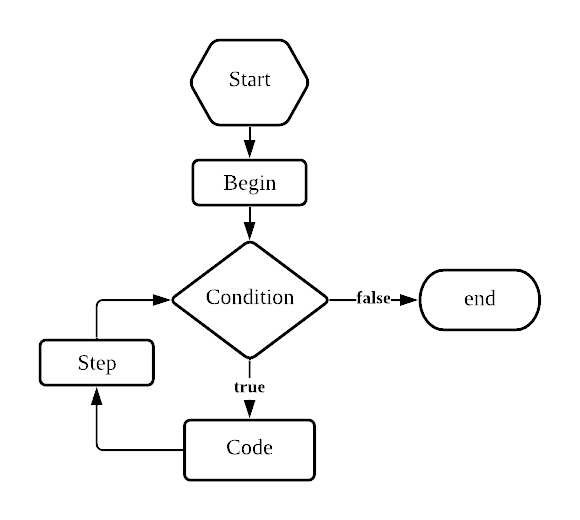 Start
Begin
Condition
false
end
Step
true
Code